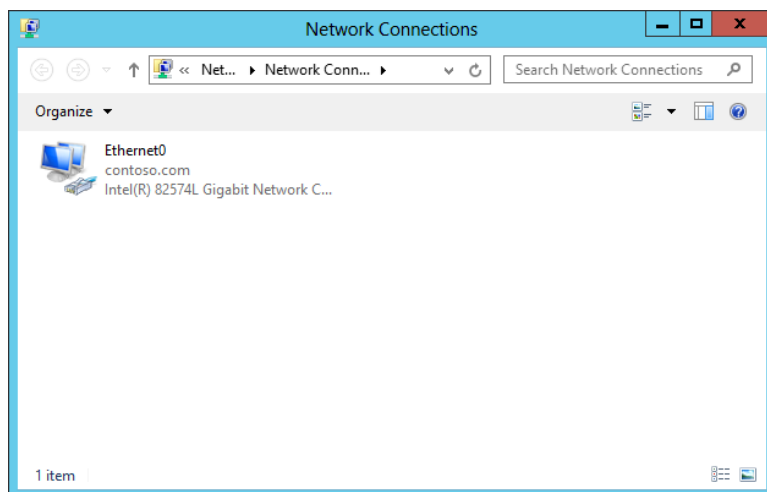 Network Connections
« Net... Network Conn... Search Network Connections
Organize
Ethernet0
contoso.com
Intel(R) 82574L Gigabit Network C...
1 item